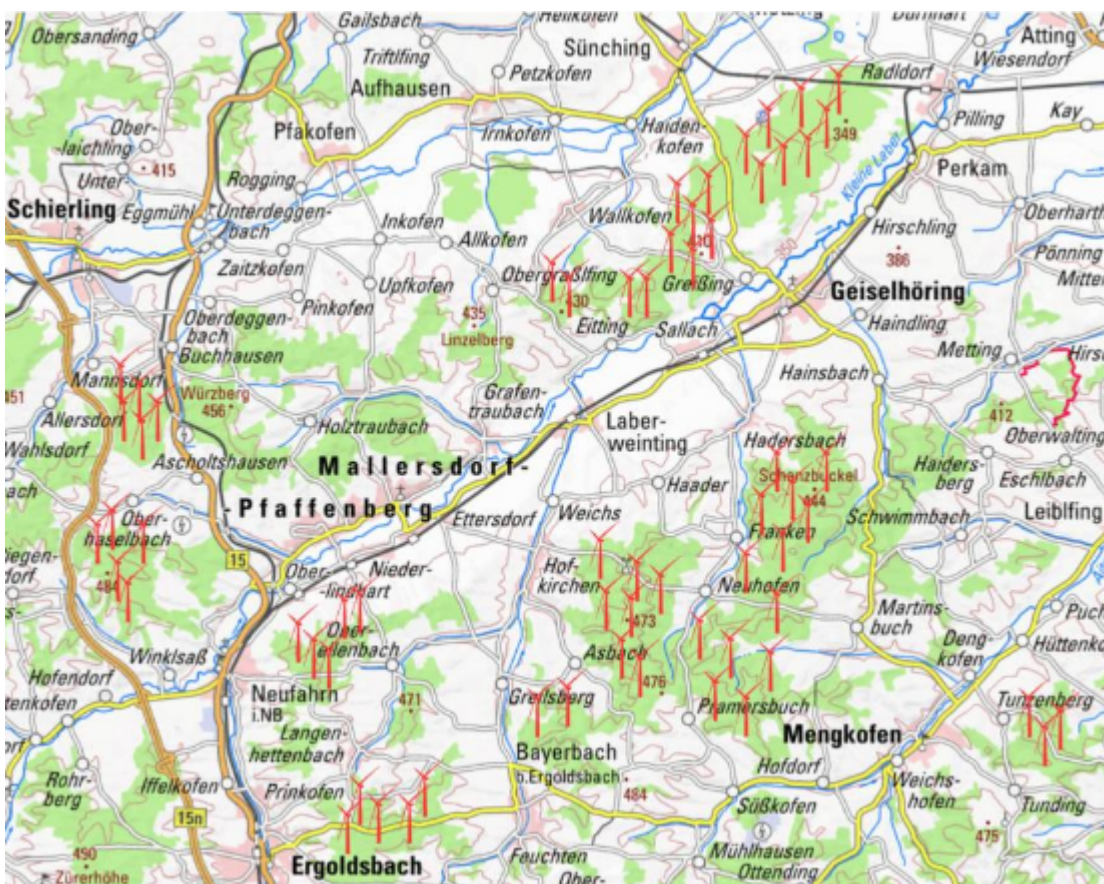 Obersanding
Gailsbach
Triftlfing
Petzkofen
Sünching
Radldorf
Atting
Wiesendorf
Aufhausen
Pfakofen
Irnkofen
Haiden-
kofen
349
Pilling
Kay
Ober-
-laichling
415
Unter-
Rogging
Kleine Laber
Perkam
Schierling
Eggmühl
Unterdeggen-
bach
Inkofen
Allkofen
Wallkofen
Hirschling
Zaitzkofen
Upfkofen
Obergraßlfing
350
386
Pönning
Pinkofen
435
Linzelberg
Greißing
Geiselhöring
Oberdeggen-
bach
Eitting
Sallach
Haindling
Buchhausen
Metting
Mannsdorf
Würzberg
456
Grafen-
traubach
Hainsbach
451
Allersdorf
Holztraubach
Laber-
weinting
412
Oberwalting
Wahlsdorf
Ascholtshausen
Mallersdorf-
-Pfaffenberg
Hadersbach
Schanzbuckel
444
Haiders-
berg
Eschlbach
Haader
Ober-
haselbach
Ettersdorf
Weichs
Franken
Schwimmbach
Leiblfing
484
15
Ober-
Nieder-
-lindhart
Hof-
kirchen
Neuhofen
473
Martins-
buch
Ober-
ellenbach
Asbach
Deng-
kofen
Hüttenko
Winklsaß
Hofendorf
Neufahrn
i.NB
471
Greilsberg
476
Pramersbuch
Tunzenberg
Langen-
hettenbach
Bayerbach
b.Ergoldsbach
Mengkofen
Rohr-
berg
Iffelkofen
Prinkofen
484
Hofdorf
Weichs-
hofen
Süßkofen
Tunding
15n
475
490
Zürerhöhe
Ergoldsbach
Feuchten
Mühlhausen
Ottending
Ober-